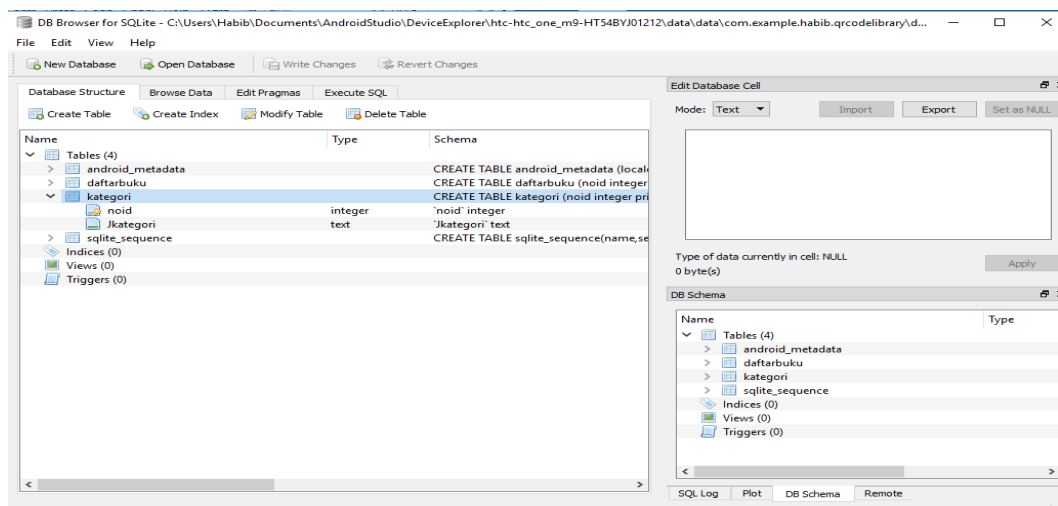 DB Browser for SQLite - C:\Users\Habib\Documents\AndroidStudio\DeviceExplorer\htc-htc_one_m9-HT54BYJ01212\data\data\com.example.habib.qrcodelibrary\d...
File Edit View Help
New Database Open Database Write Changes Revert Changes
Database Structure Browse Data Edit Pragmas Execute SQL
Create Table Create Index Modify Table Delete Table
Name Type Schema
Tables (4)
android_metadata CREATE TABLE android_metadata (local
daftarbuku CREATE TABLE daftarbuku (noid integer
kategori CREATE TABLE kategori (noid integer pri
noid integer `noid` integer
Jkategori text `Jkategori` text
sqlite_sequence CREATE TABLE sqlite_sequence(name,se
Indices (0)
Views (0)
Triggers (0)
Edit Database Cell
Mode: Text Import Export Set as NULL
Type of data currently in cell: NULL
0 byte(s)
Apply
DB Schema
Name Type
Tables (4)
android_metadata
daftarbuku
kategori
sqlite_sequence
Indices (0)
Views (0)
Triggers (0)
SQL Log Plot DB Schema Remote